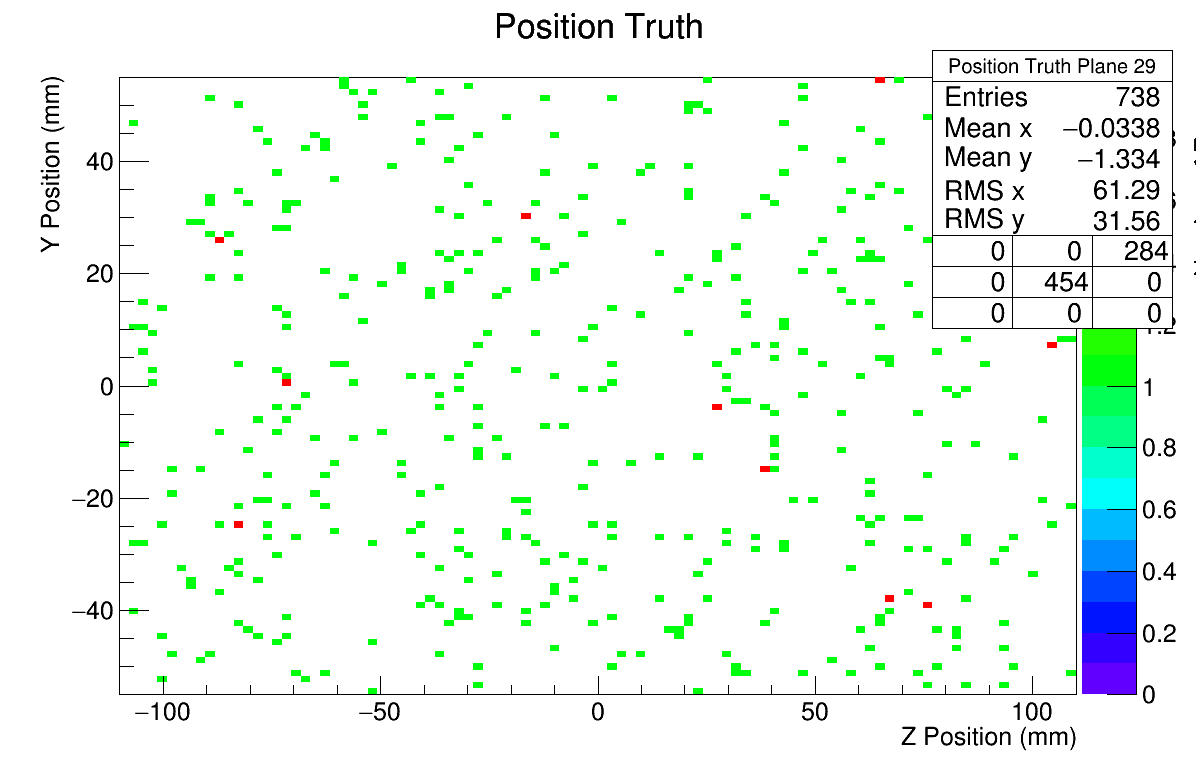 Position Truth
Position Truth Plane 29
Entries 738
Mean x −0.0338
Mean y −1.334
RMS x 61.29
RMS y 31.56
0 0 284
0 454 0
0 0 0
Y Position (mm)
40
20
0
−20
−40
1
0.8
0.6
0.4
0.2
0
−100 −50 0 50 100
Z Position (mm)